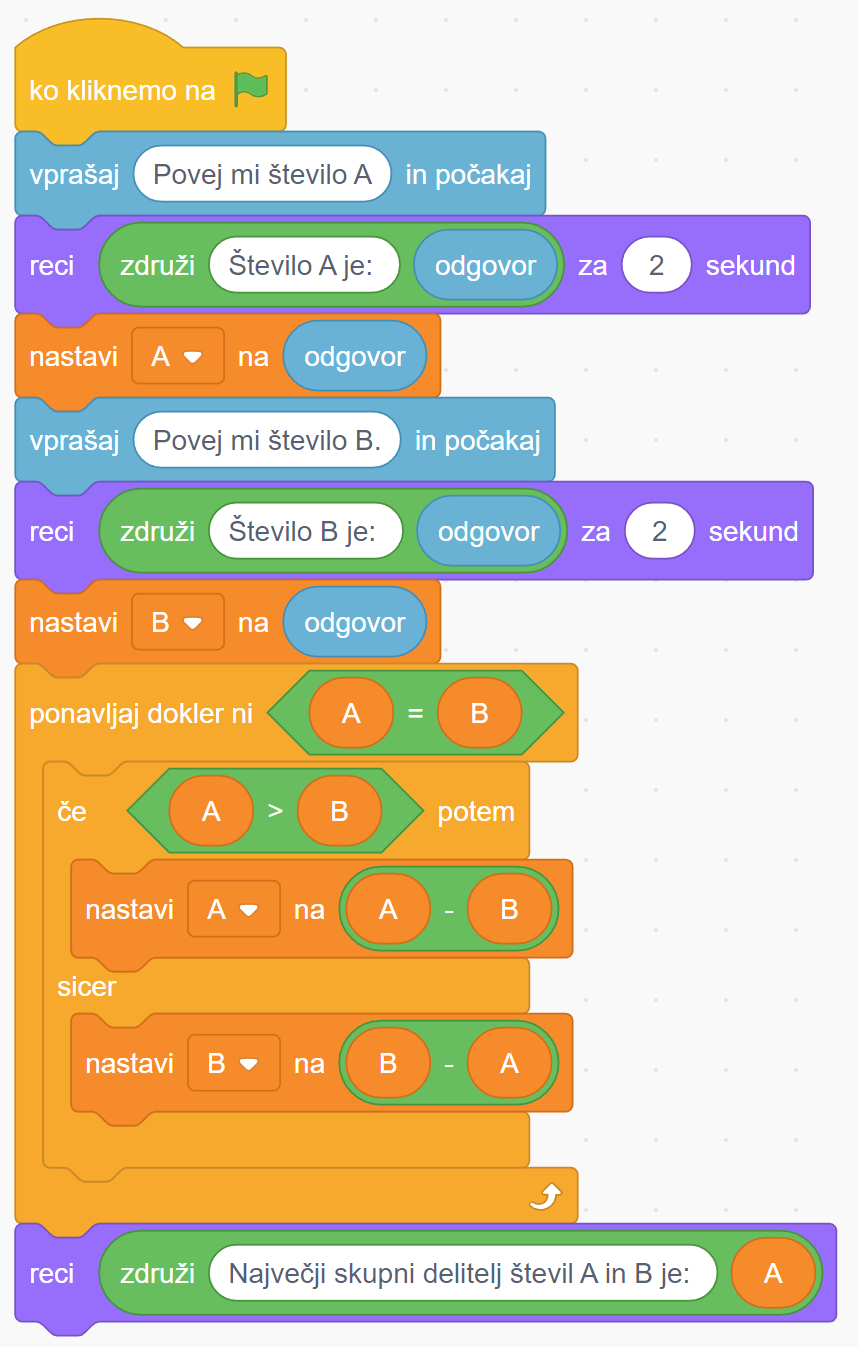 ko kliknemo na
vprašaj Povej mi število A in počakaj
reci združi Število A je: odgovor za 2 sekund
nastavi A na odgovor
vprašaj Povej mi število B. in počakaj
reci združi Število B je: odgovor za 2 sekund
nastavi B na odgovor
ponavljaj dokler ni A = B
če A > B potem
nastavi A na A - B
sicer
nastavi B na B - A
reci združi Največji skupni delitelj števil A in B je: A